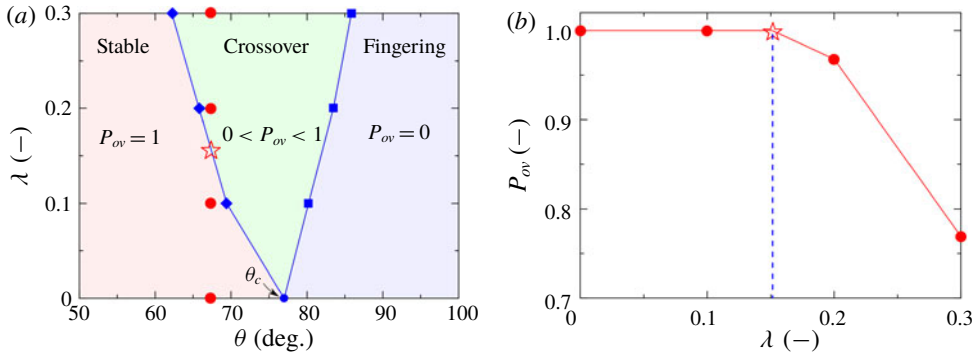 (a)
0.3
0.2
0.1
0
λ (—)
Stable
Crossover
Fingering
P_ov = 1
0 < P_ov < 1
P_ov = 0
θ_c
50
60
70
80
90
100
θ (deg.)
(b)
1.0
0.9
0.8
0.7
P_ov (—)
0
0.1
0.2
0.3
λ (—)